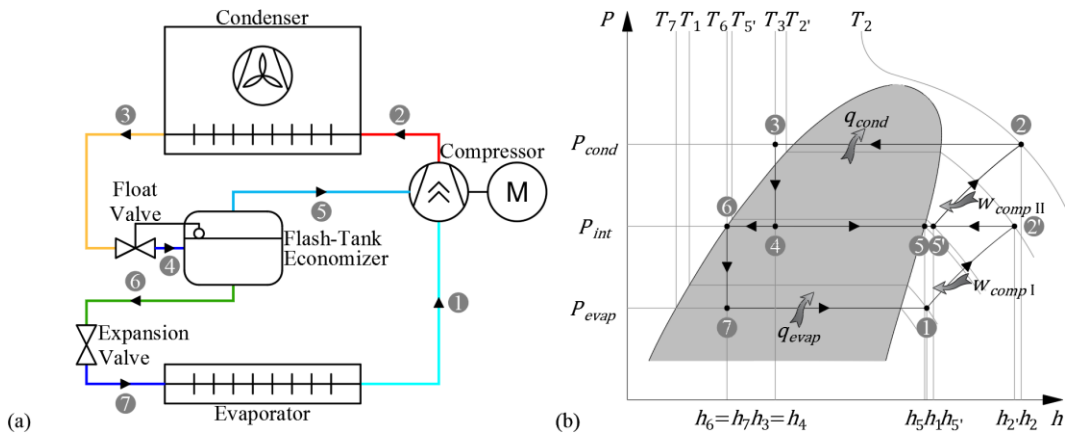 Condenser
3
2
Compressor
M
Float
Valve
5
Flash-Tank
Economizer
4
6
1
Expansion
Valve
7
Evaporator
(a)
P
T7 T1 T6 T5' T3 T2' T2
Pcond
3
qcond
2
wcomp II
Pint
6
4
5
5'
2'
wcomp I
Pevap
7
qevap
1
h6 = h7 h3 = h4 h5 h1 h5' h2' h2 h
(b)